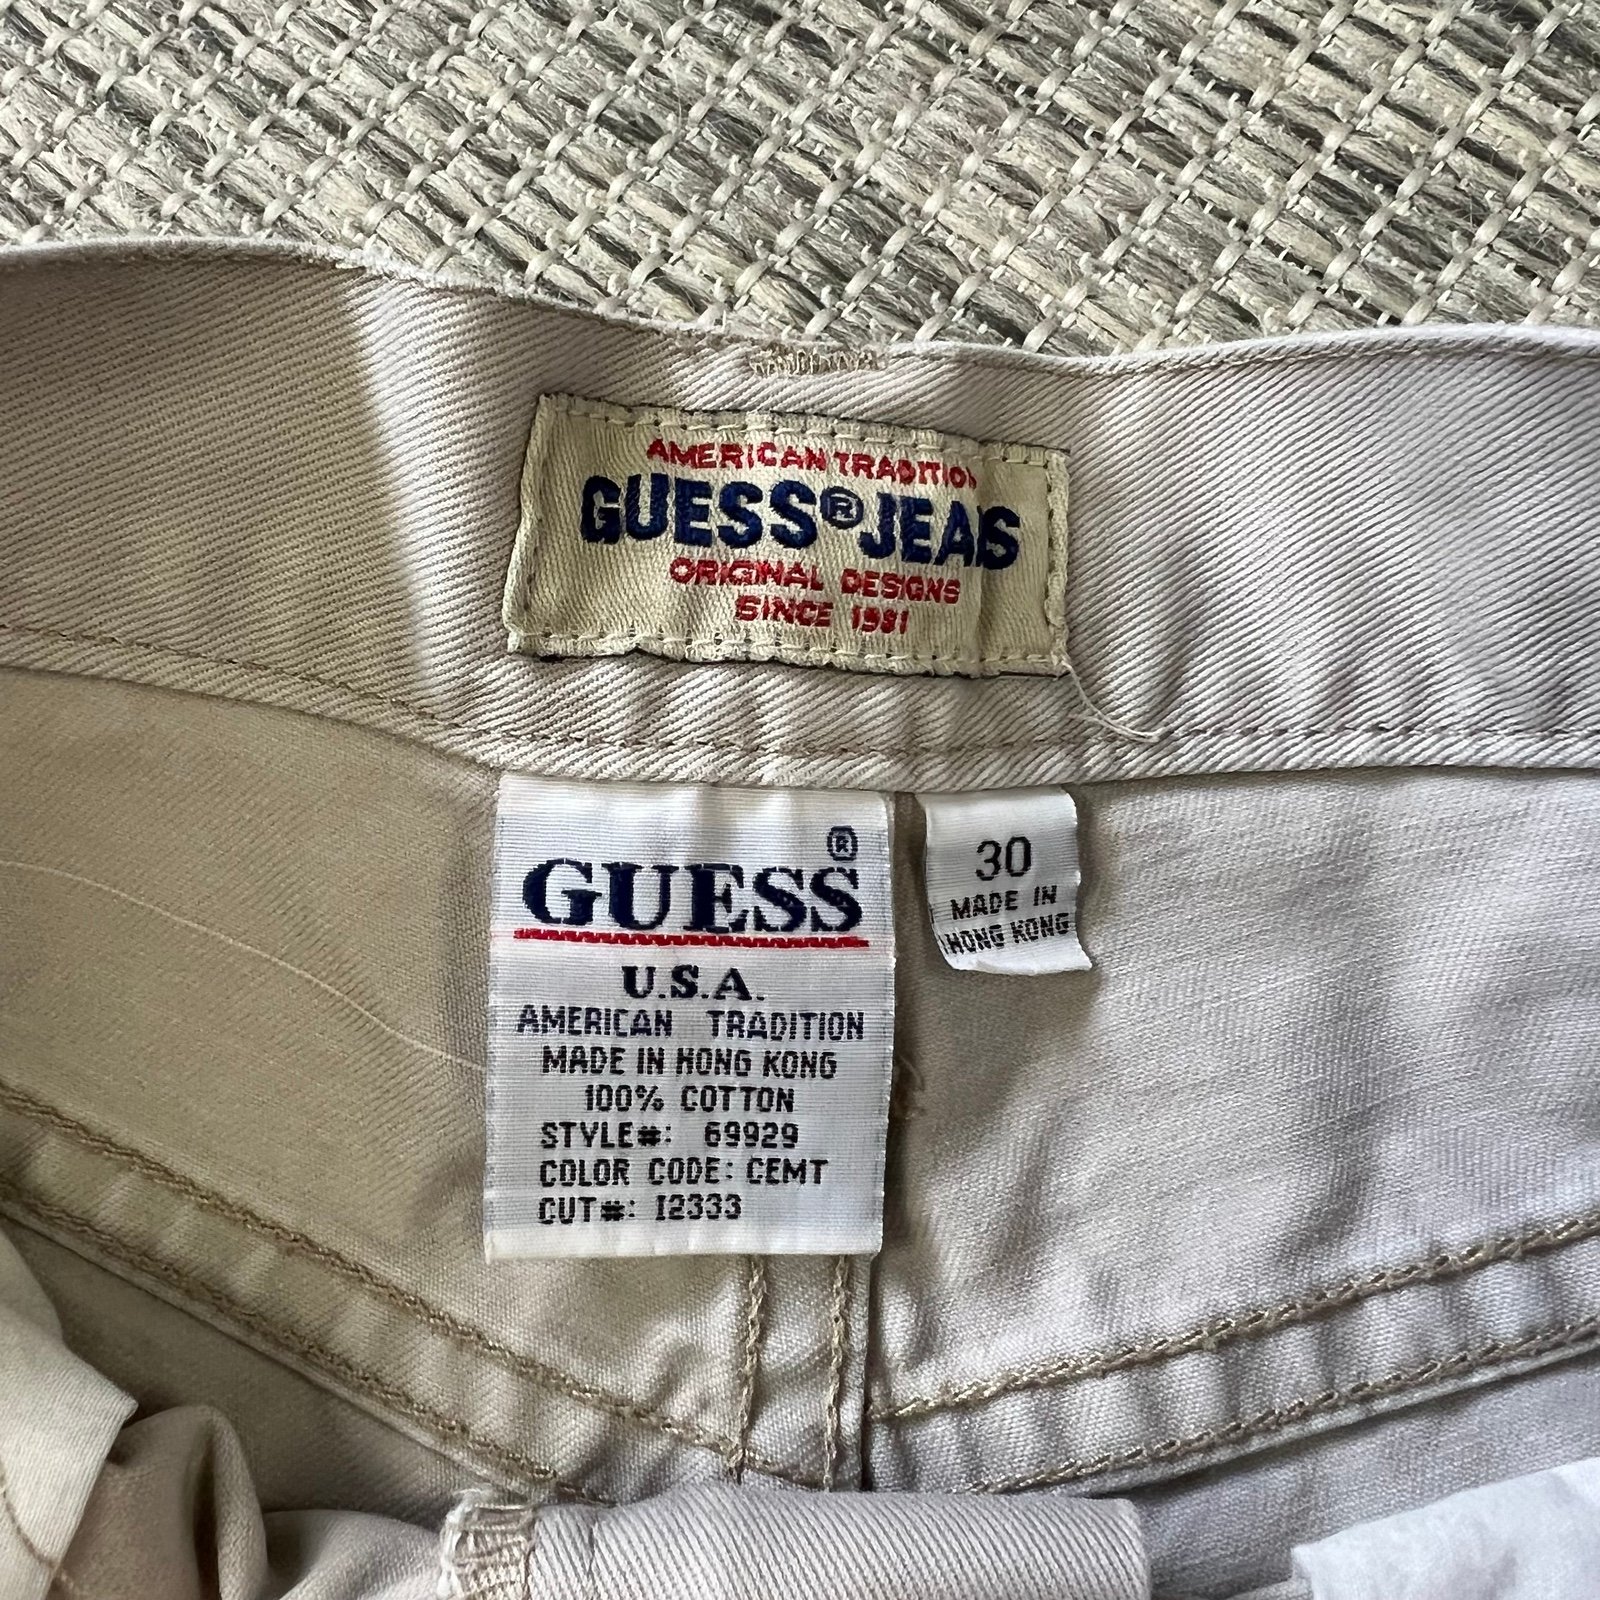 AMERICAN TRADITION
GUESS® JEANS
ORIGINAL DESIGNS
SINCE 1981
GUESS®
U.S.A.
AMERICAN TRADITION
MADE IN HONG KONG
100% COTTON
STYLE#: 69929
COLOR CODE: CEMT
CUT#: I2333
30
MADE IN
HONG KONG